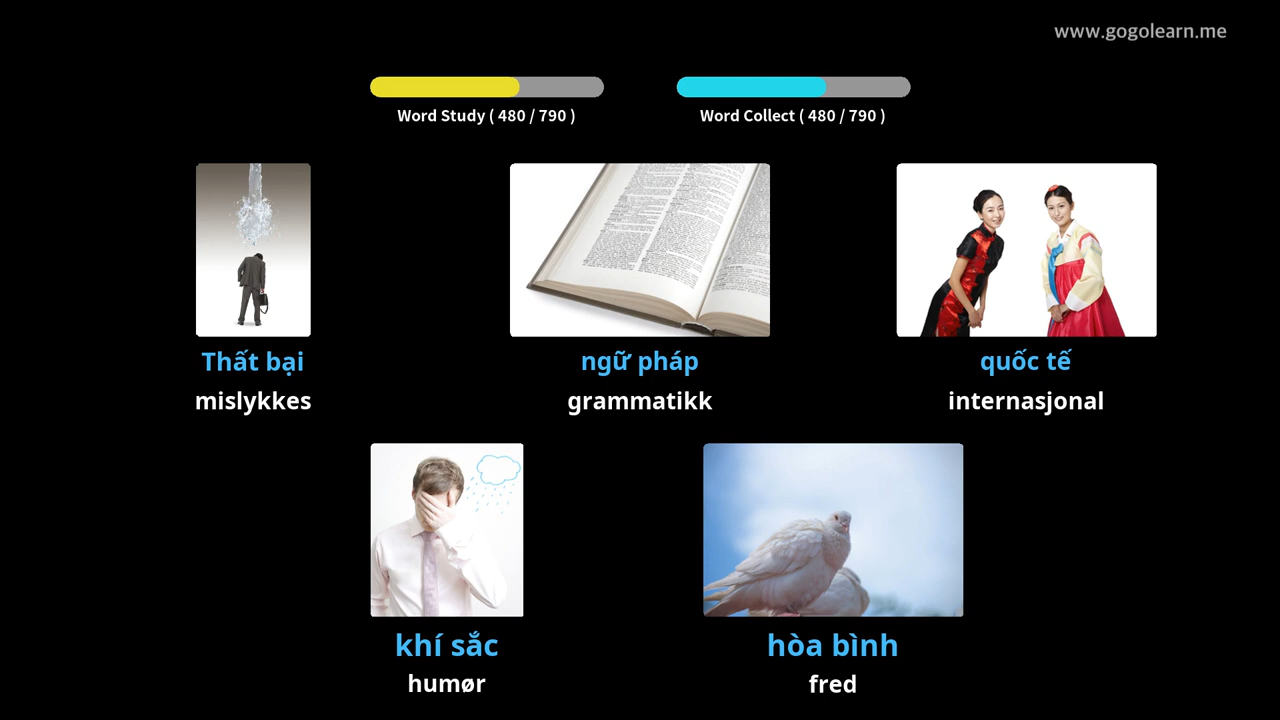 www.gogolearn.me
Word Study ( 480 / 790 )
Word Collect ( 480 / 790 )
Thất bại
mislykkes
ngữ pháp
grammatikk
quốc tế
internasjonal
khí sắc
humør
hòa bình
fred